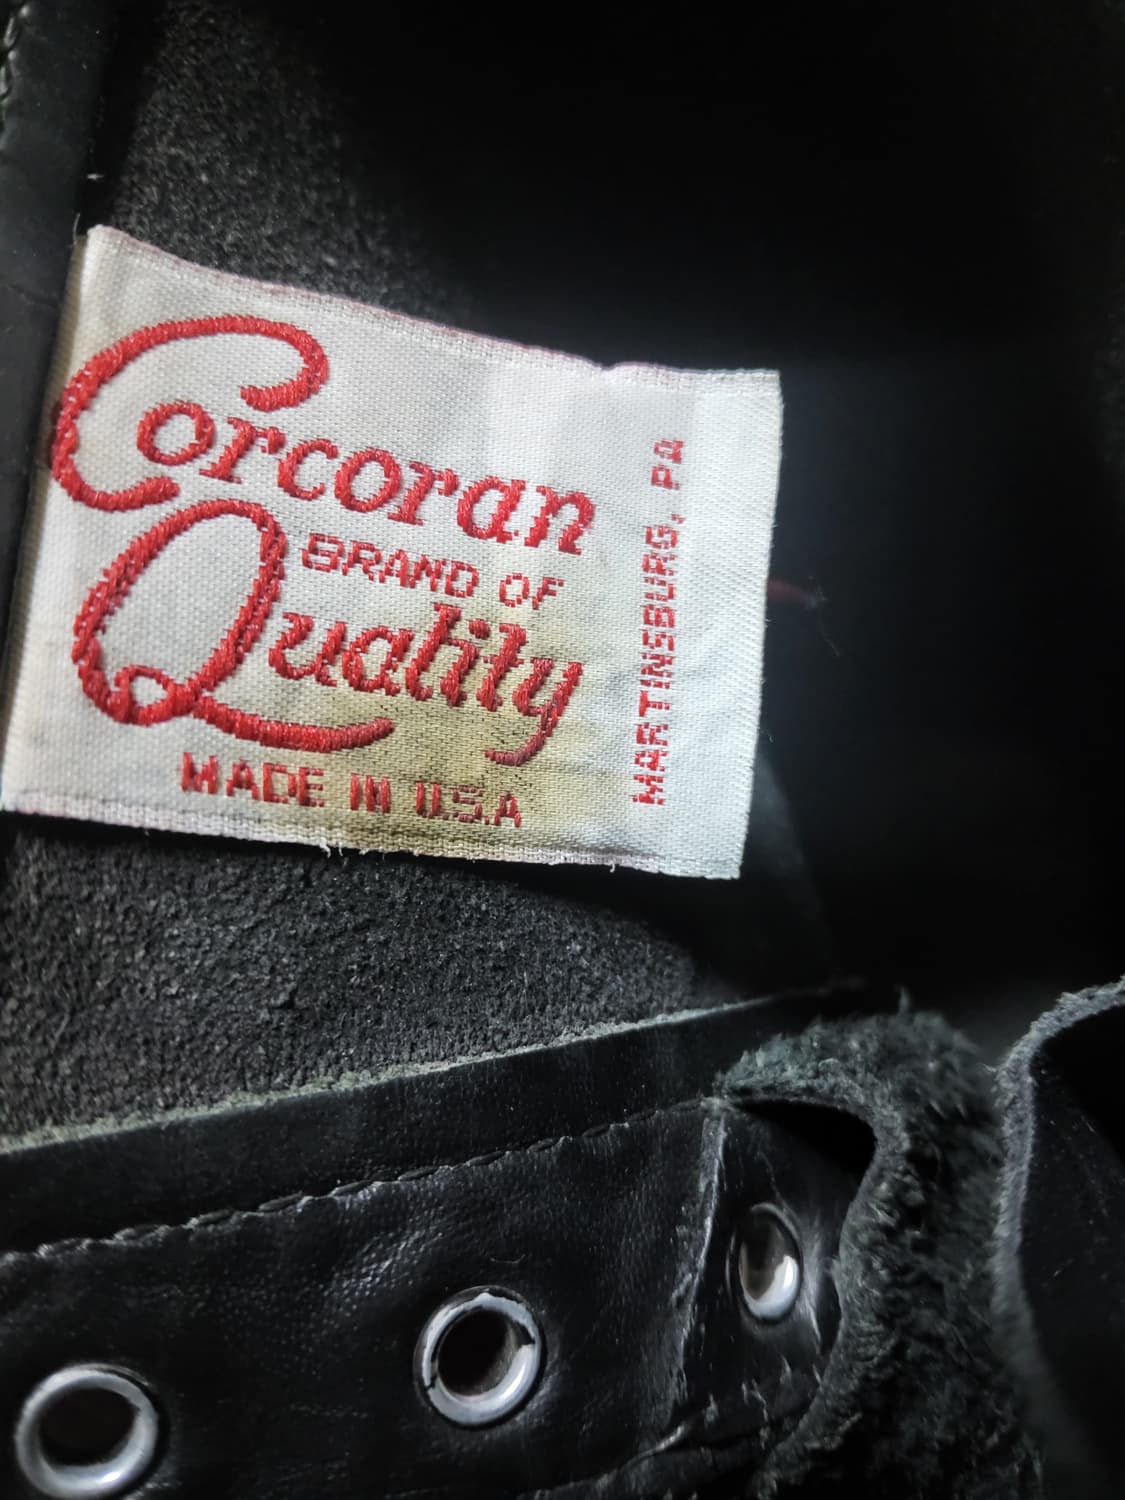 Corcoran
BRAND OF
Quality
MADE IN U.S.A
MARTINSBURG, PA